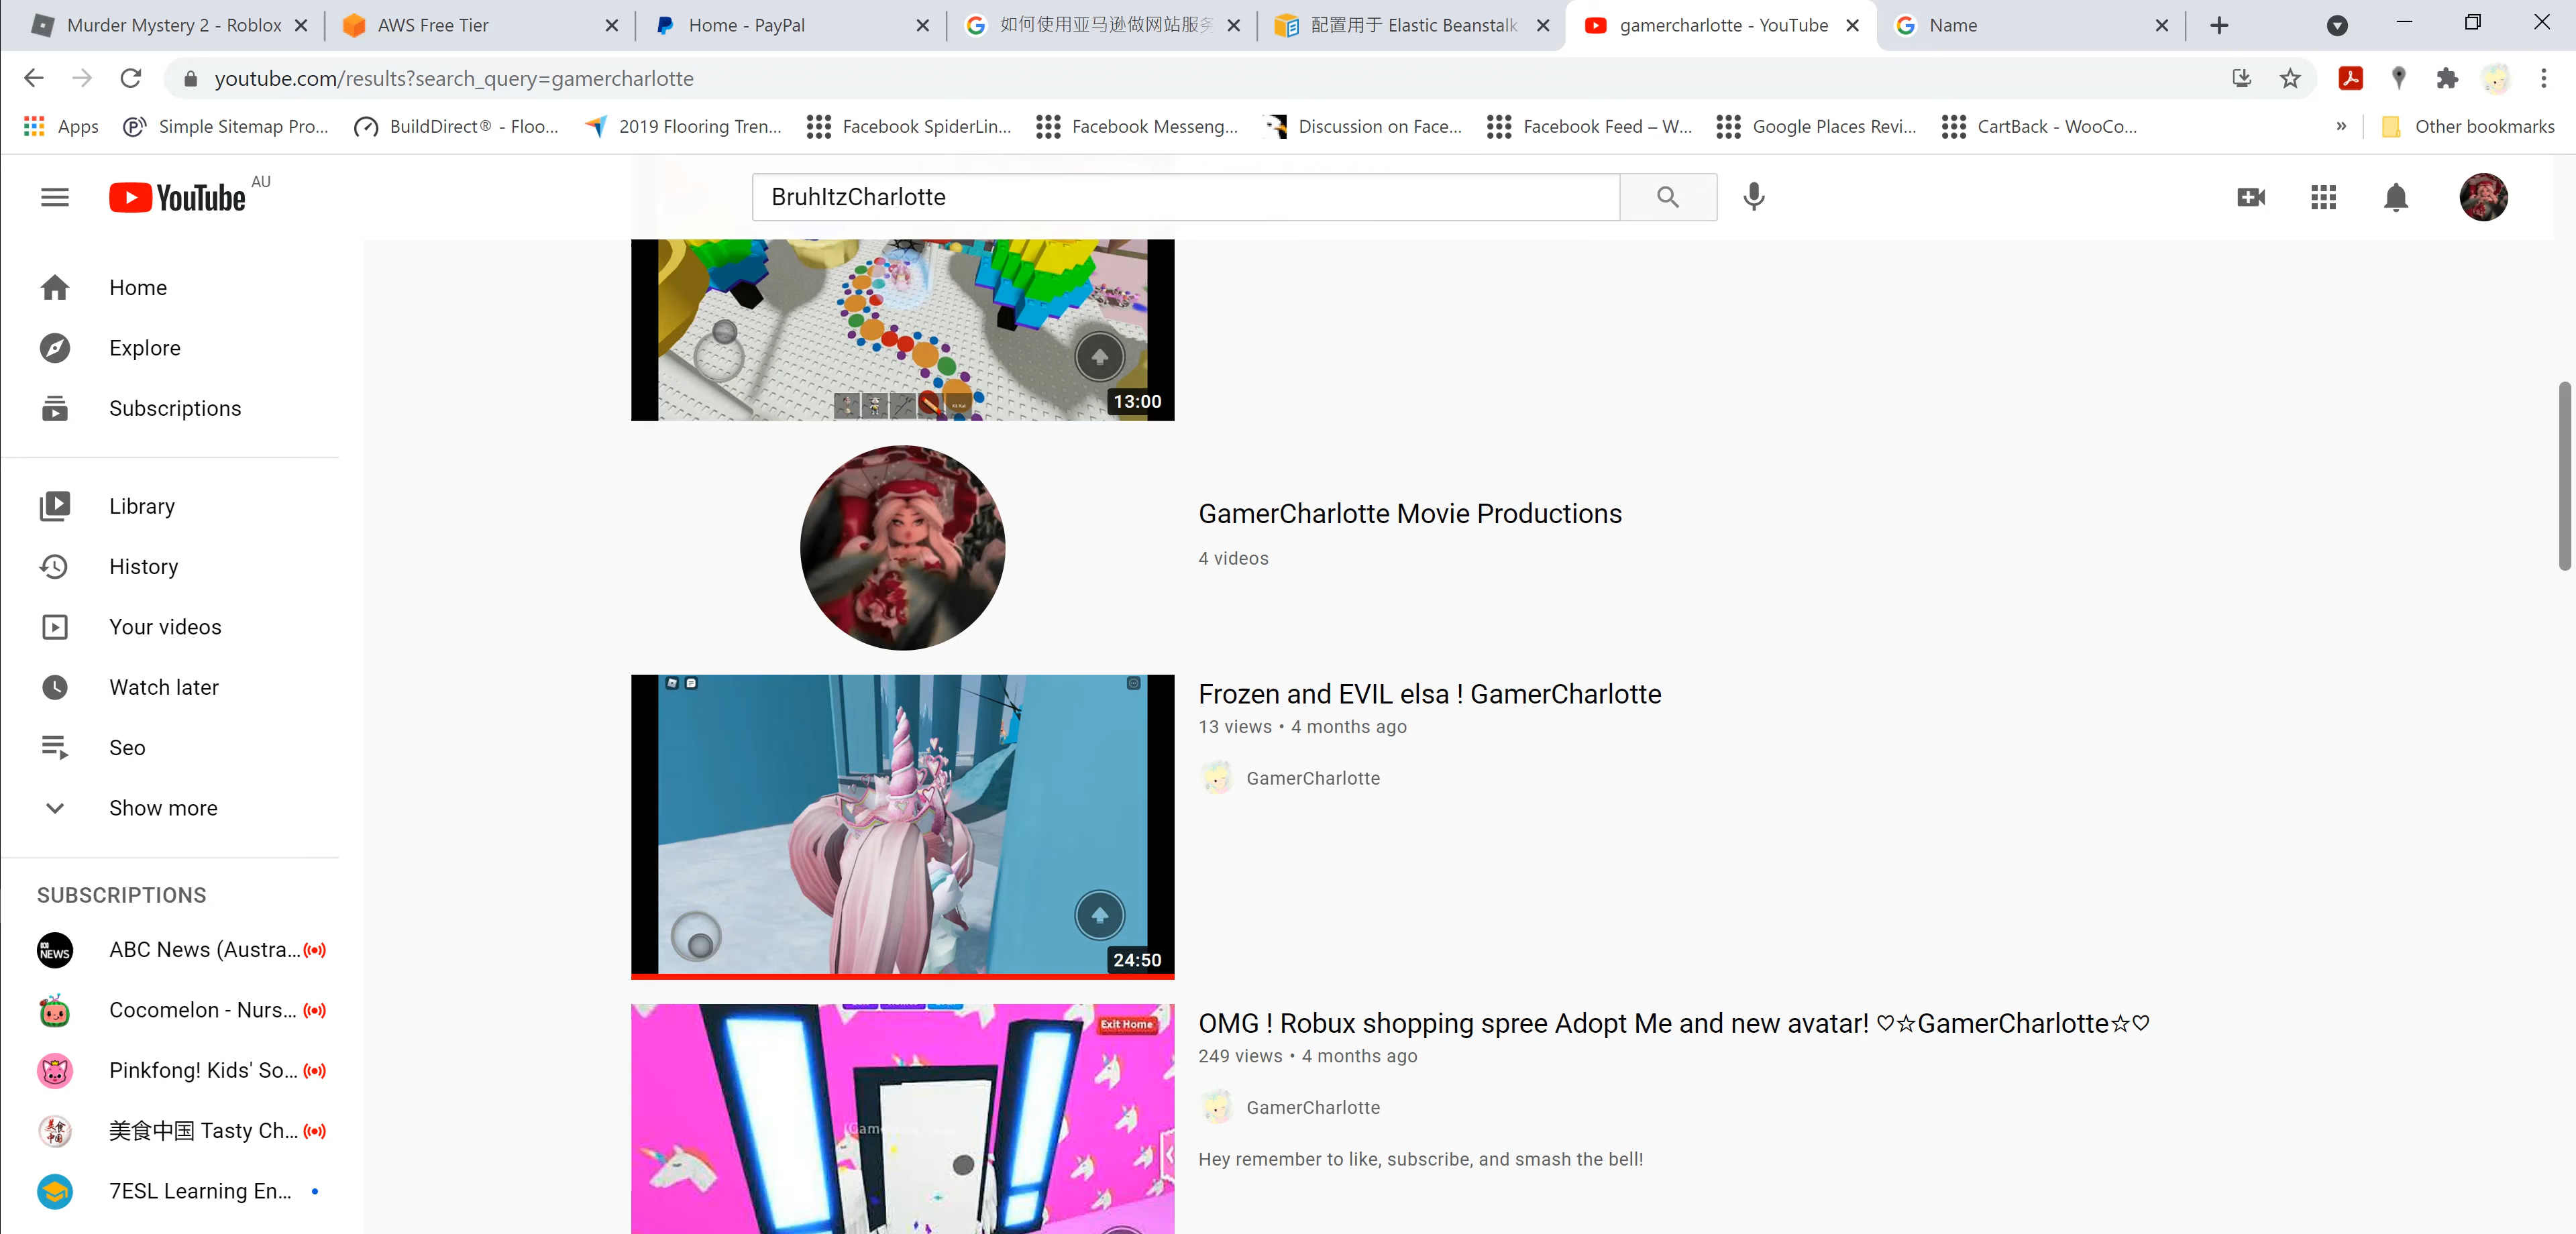 Murder Mystery 2 - Roblox
AWS Free Tier
Home - PayPal
如何使用亚马逊做网站服务
配置用于 Elastic Beanstalk
gamercharlotte - YouTube
Name
youtube.com/results?search_query=gamercharlotte
Apps
Simple Sitemap Pro...
BuildDirect® - Floo...
2019 Flooring Tren...
Facebook SpiderLin...
Facebook Messeng...
Discussion on Face...
Facebook Feed – W...
Google Places Revi...
CartBack - WooCo...
Other bookmarks
YouTube AU
BruhItzCharlotte
Home
Explore
Subscriptions
Library
History
Your videos
Watch later
Seo
Show more
SUBSCRIPTIONS
ABC News (Austra...
Cocomelon - Nurs...
Pinkfong! Kids' So...
美食中国 Tasty Ch...
7ESL Learning En...
13:00
GamerCharlotte Movie Productions
4 videos
24:50
Frozen and EVIL elsa ! GamerCharlotte
13 views • 4 months ago
GamerCharlotte
Exit Home
OMG ! Robux shopping spree Adopt Me and new avatar! ♡☆GamerCharlotte☆♡
249 views • 4 months ago
GamerCharlotte
Hey remember to like, subscribe, and smash the bell!